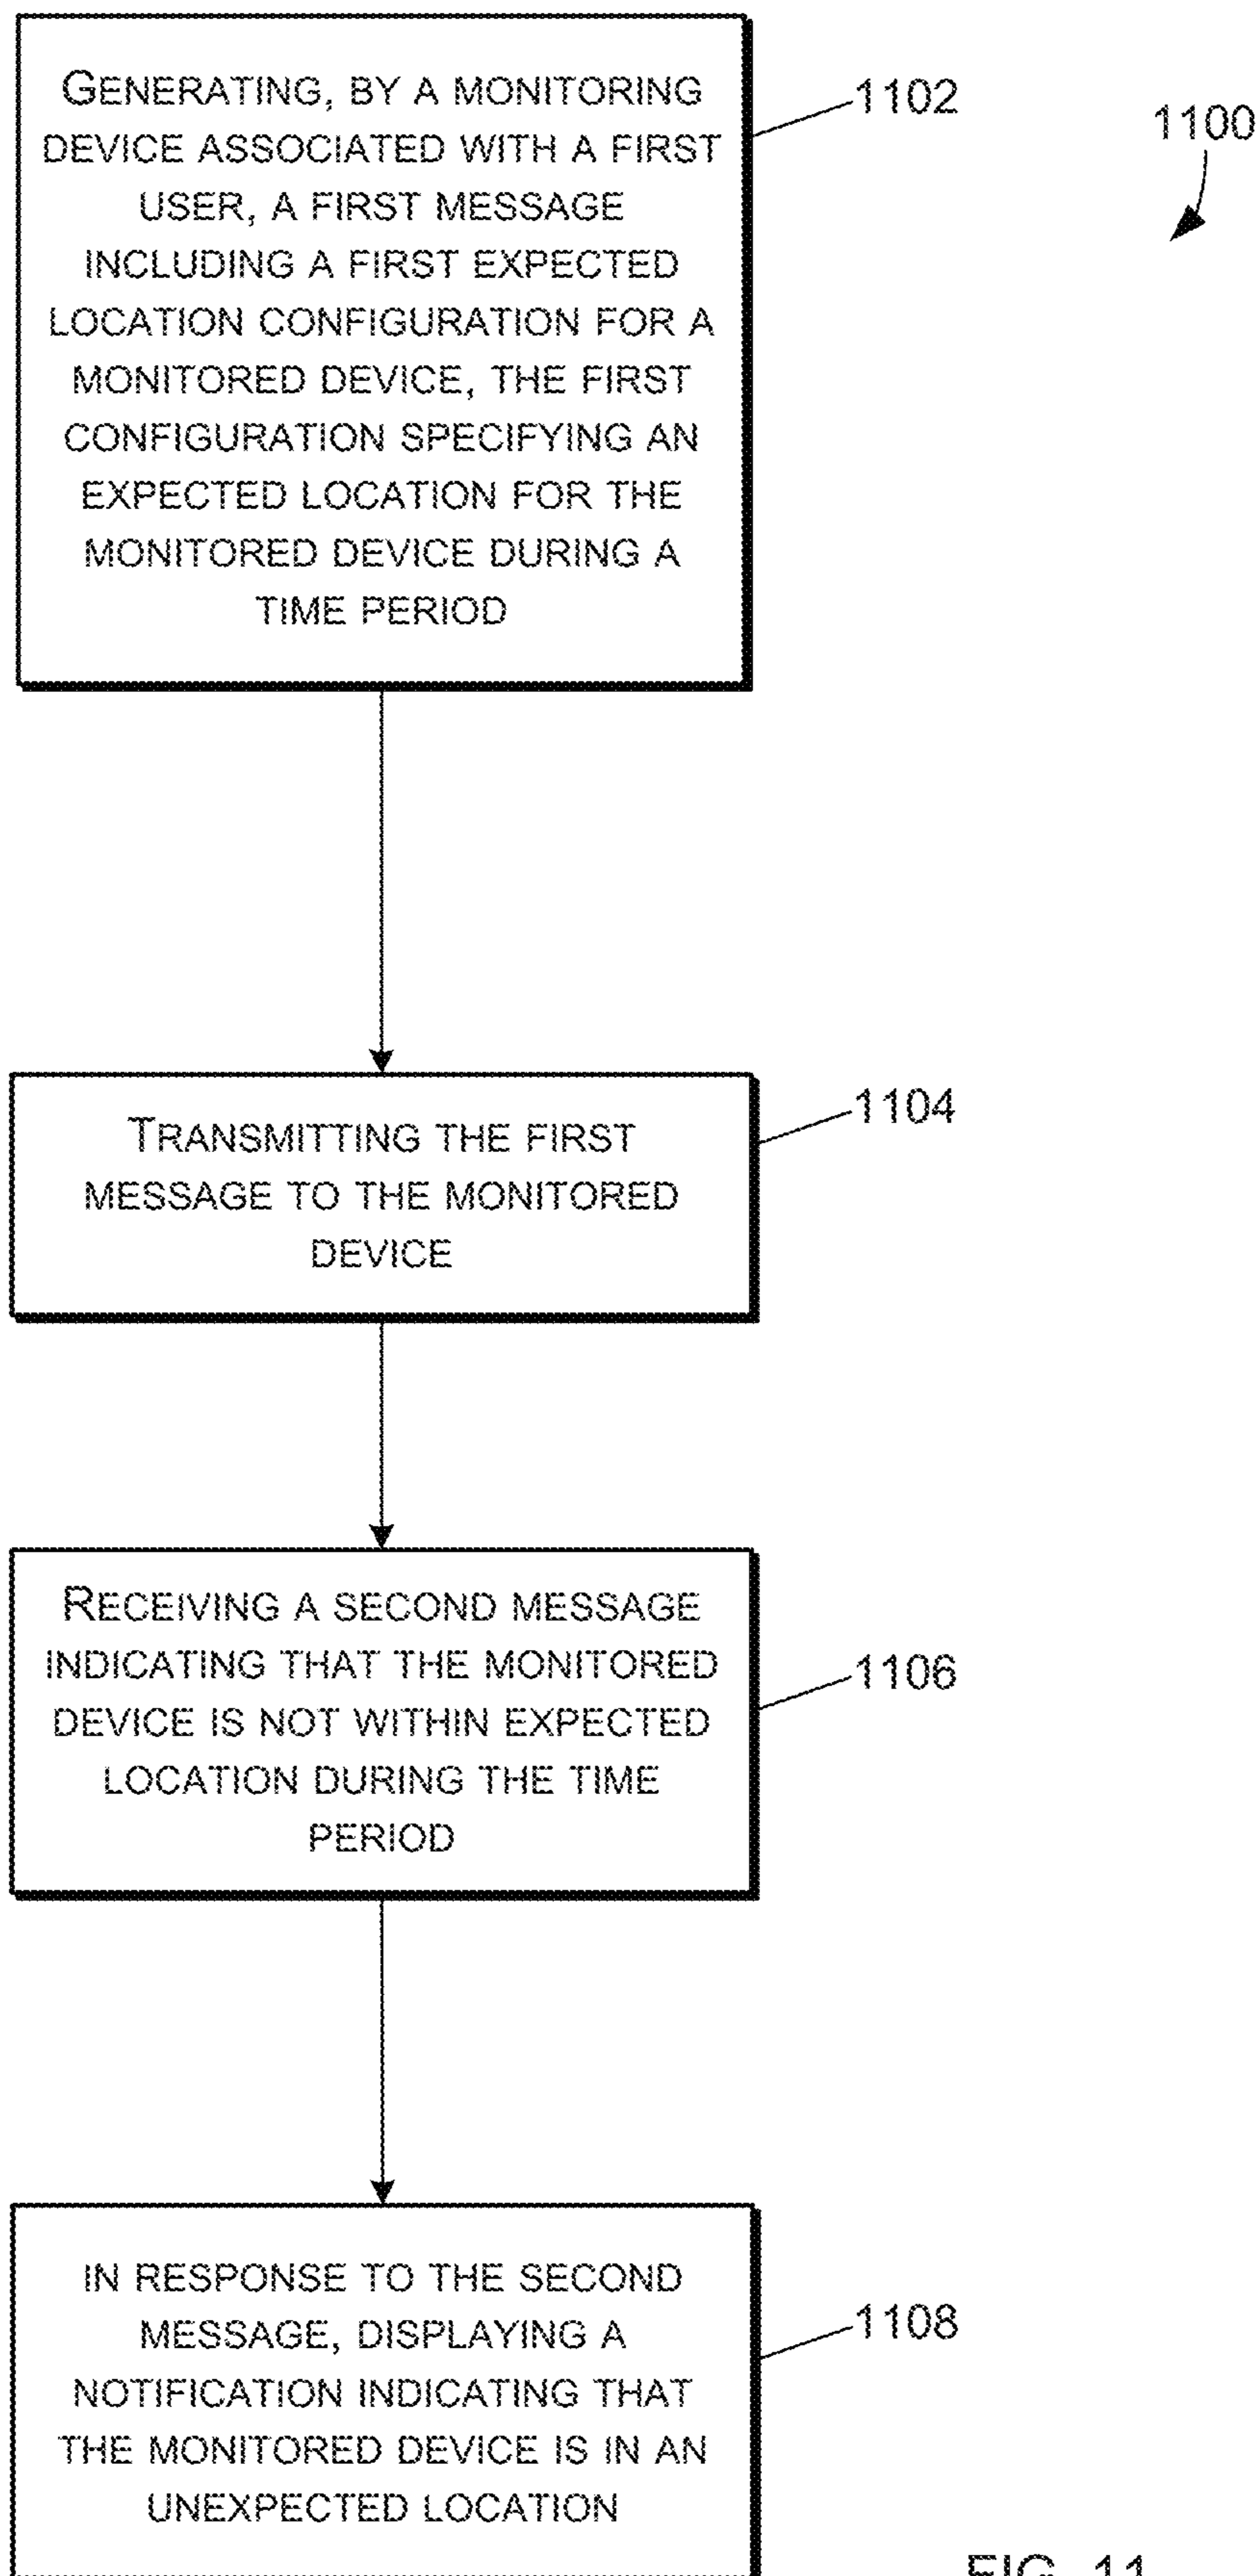 GENERATING, BY A MONITORING
DEVICE ASSOCIATED WITH A FIRST
USER, A FIRST MESSAGE
INCLUDING A FIRST EXPECTED
LOCATION CONFIGURATION FOR A
MONITORED DEVICE, THE FIRST
CONFIGURATION SPECIFYING AN
EXPECTED LOCATION FOR THE
MONITORED DEVICE DURING A
TIME PERIOD
1102
1100
TRANSMITTING THE FIRST
MESSAGE TO THE MONITORED
DEVICE
1104
RECEIVING A SECOND MESSAGE
INDICATING THAT THE MONITORED
DEVICE IS NOT WITHIN EXPECTED
LOCATION DURING THE TIME
PERIOD
1106
IN RESPONSE TO THE SECOND
MESSAGE, DISPLAYING A
NOTIFICATION INDICATING THAT
THE MONITORED DEVICE IS IN AN
UNEXPECTED LOCATION
1108
FIG. 11